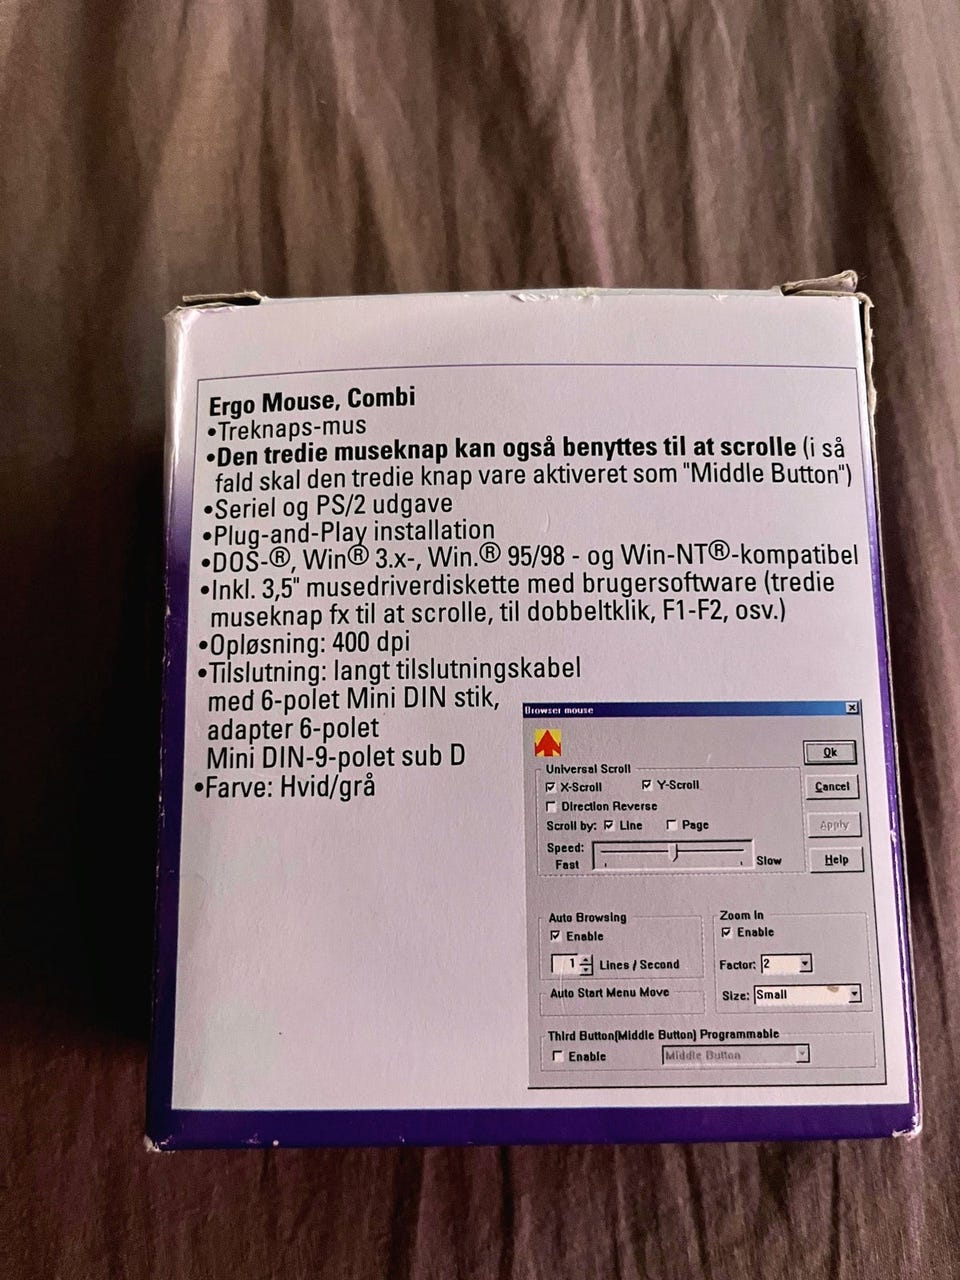 Ergo Mouse, Combi
•Treknaps-mus
•Den tredie museknap kan også benyttes til at scrolle (i så
fald skal den tredie knap vare aktiveret som "Middle Button")
•Seriel og PS/2 udgave
•Plug-and-Play installation
•DOS-®, Win® 3.x-, Win.® 95/98 - og Win-NT®-kompatibel
•Inkl. 3,5" musedriverdiskette med brugersoftware (tredie
museknap fx til at scrolle, til dobbeltklik, F1-F2, osv.)
•Opløsning: 400 dpi
•Tilslutning: langt tilslutningskabel
med 6-polet Mini DIN stik,
adapter 6-polet
Mini DIN-9-polet sub D
•Farve: Hvid/grå
Browser mouse
Ok
Universal Scroll
X-Scroll Y-Scroll
Cancel
Direction Reverse
Scroll by: Line Page
Apply
Speed:
Fast Slow
Help
Auto Browsing
Enable
1 Lines / Second
Auto Start Menu Move
Zoom In
Enable
Factor: 2
Size: Small
Third Button(Middle Button) Programmable
Enable Middle Button